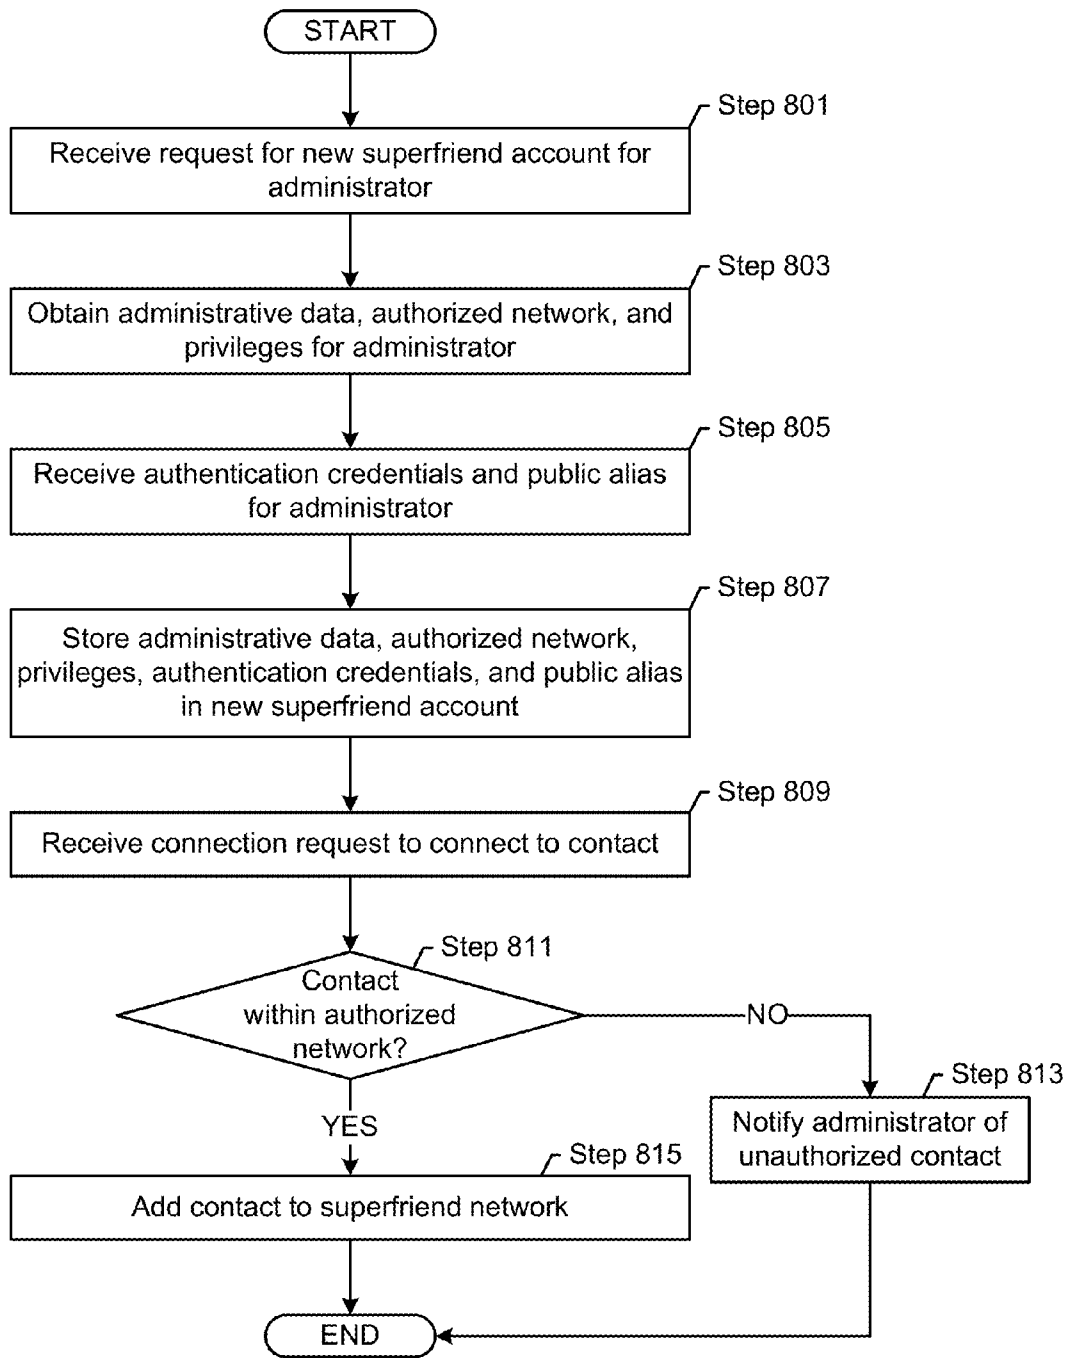 START
Step 801
Receive request for new superfriend account for
administrator
Step 803
Obtain administrative data, authorized network, and
privileges for administrator
Step 805
Receive authentication credentials and public alias
for administrator
Step 807
Store administrative data, authorized network,
privileges, authentication credentials, and public alias
in new superfriend account
Step 809
Receive connection request to connect to contact
Step 811
Contact
within authorized
network?
NO
Step 813
Notify administrator of
unauthorized contact
YES
Step 815
Add contact to superfriend network
END